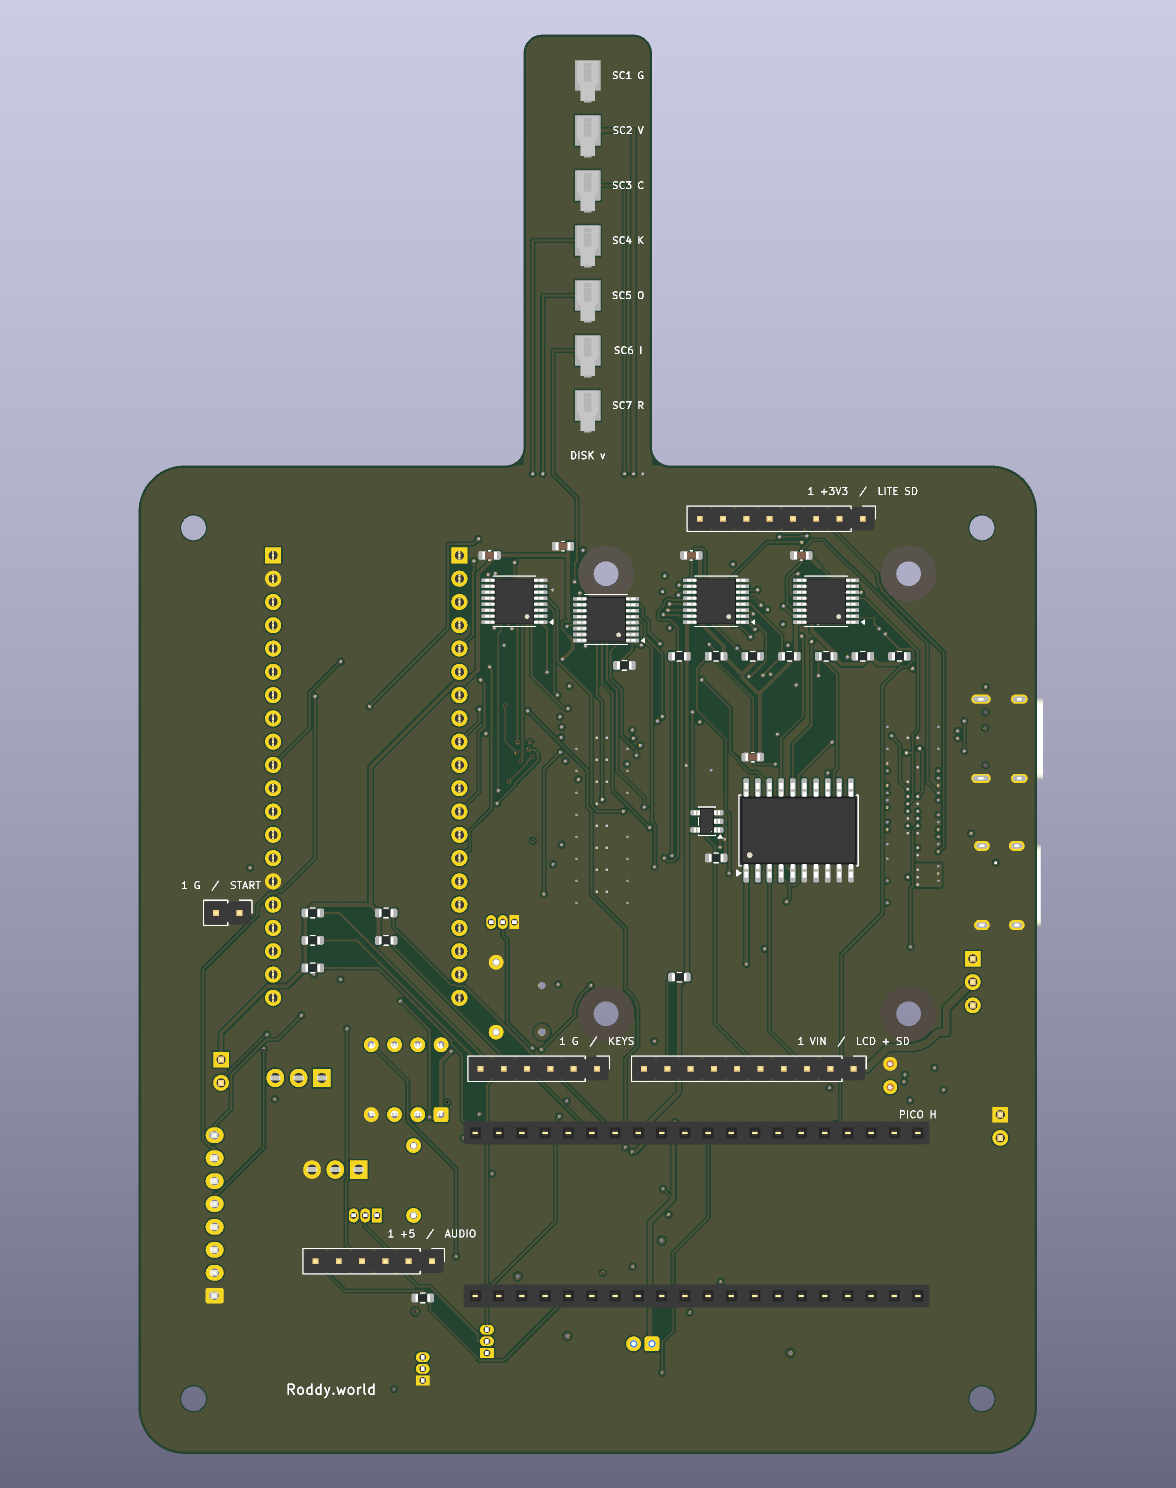 SC1 G
SC2 V
SC3 C
SC4 K
SC5 O
SC6 I
SC7 R
DISK v
1 +3V3 / LITE SD
1 G / START
1 G / KEYS
1 VIN / LCD + SD
PICO H
1 +5 / AUDIO
Roddy.world